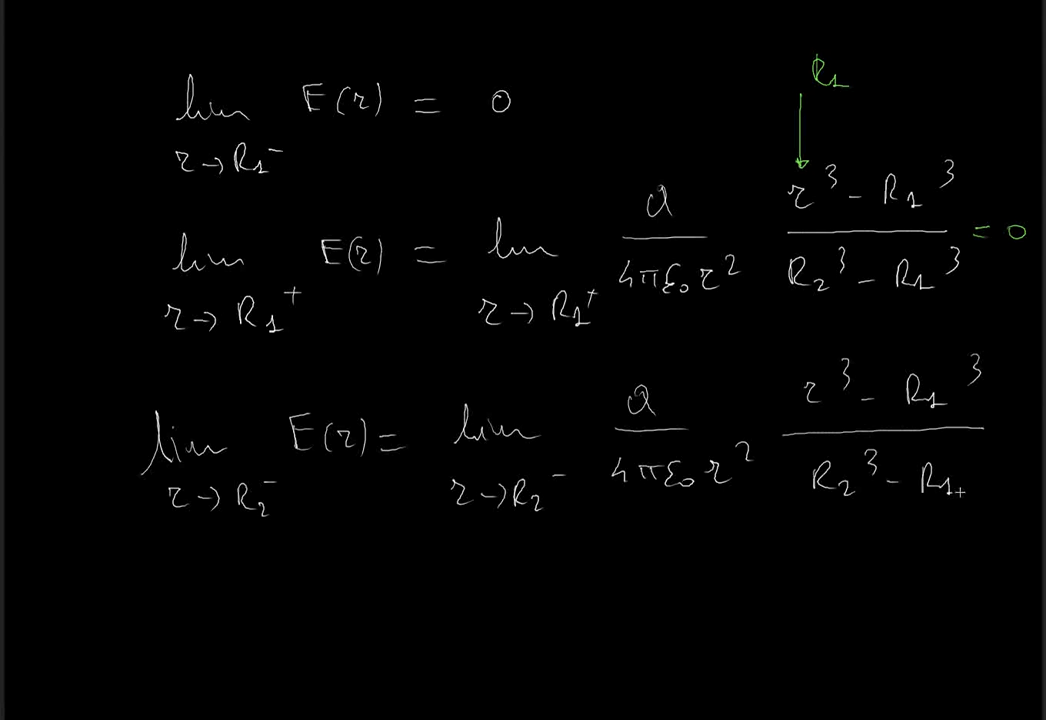 R₁
lim E(r) = 0
r→R₁⁻
lim E(r) = lim Q/(4πε₀r²) (r³ - R₁³)/(R₂³ - R₁³) = 0
r→R₁⁺ r→R₁⁺
lim E(r) = lim Q/(4πε₀r²) (r³ - R₁³)/(R₂³ - R₁
r→R₂⁻ r→R₂⁻